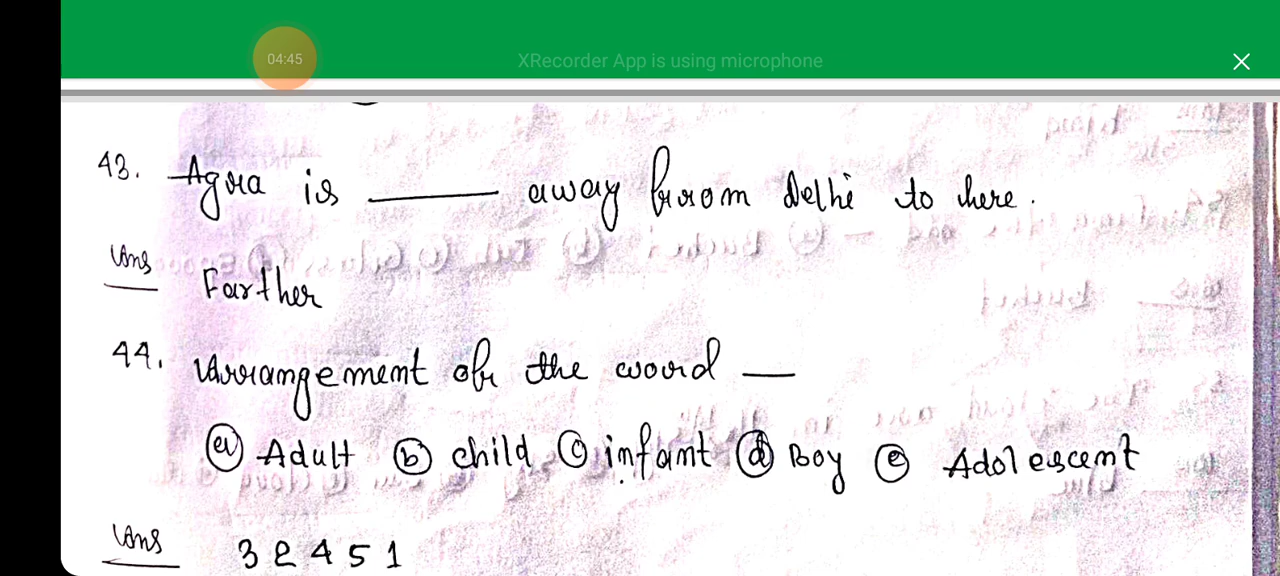 04:45
XRecorder App is using microphone
43. Agra is ___ away from Delhi to here.
Ans
Farther
44. Arrangement of the word —
(a) Adult (b) child (c) infant (d) Boy (e) Adolescent
Ans 3 2 4 5 1